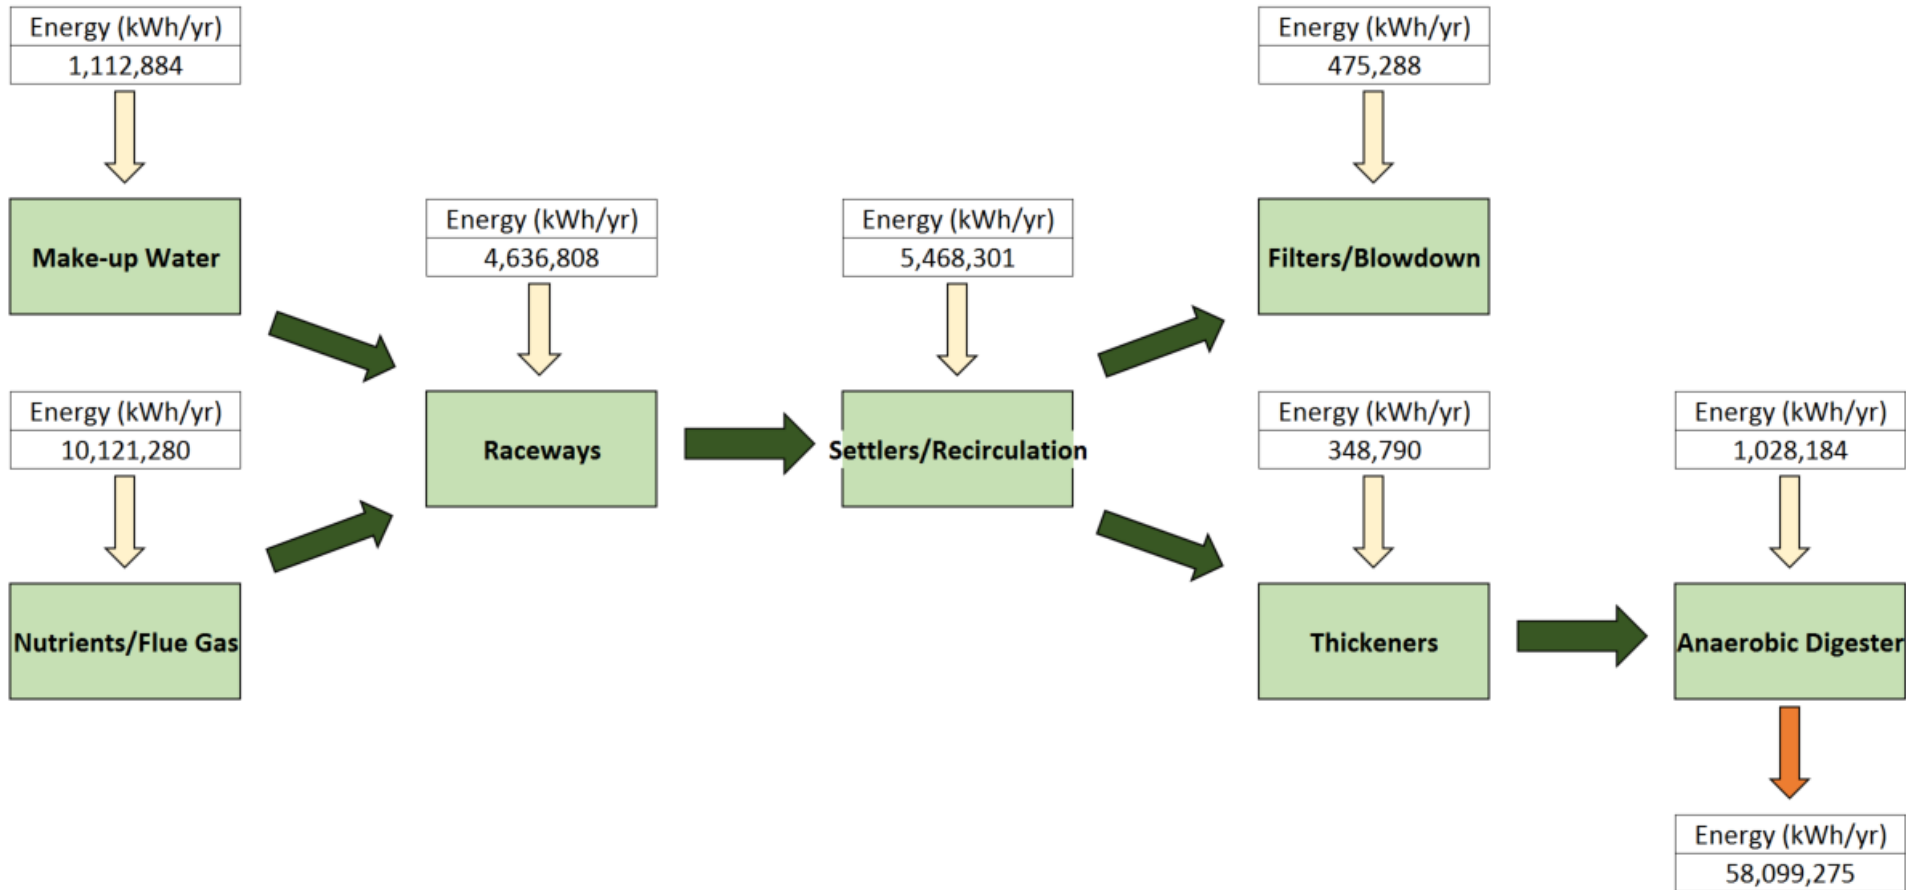 Energy (kWh/yr)
1,112,884
Make-up Water
Energy (kWh/yr)
10,121,280
Nutrients/Flue Gas
Energy (kWh/yr)
4,636,808
Raceways
Energy (kWh/yr)
5,468,301
Settlers/Recirculation
Energy (kWh/yr)
475,288
Filters/Blowdown
Energy (kWh/yr)
348,790
Thickeners
Energy (kWh/yr)
1,028,184
Anaerobic Digester
Energy (kWh/yr)
58,099,275